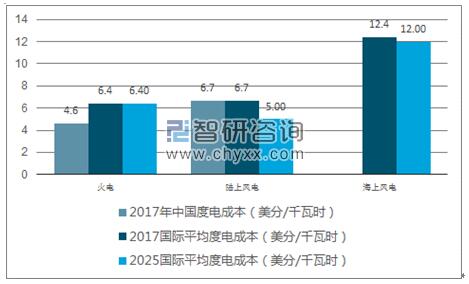 14
12
10
8
6
4
2
0
4.6 6.4 6.40 6.7 6.7 5.00 12.4 12.00
智研咨询
www.chyxx.com
火电 陆上风电 海上风电
2017年中国度电成本（美分/千瓦时）
2017国际平均度电成本（美分/千瓦时）
2025国际平均度电成本（美分/千瓦时）